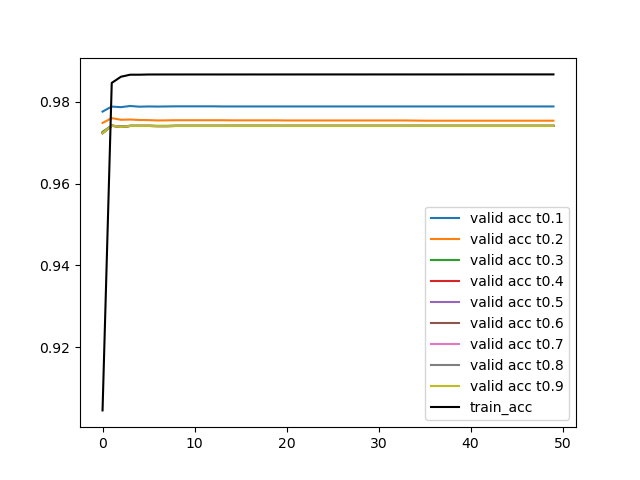 0.98
0.96
0.94
0.92
0
10
20
30
40
50
valid acc t0.1
valid acc t0.2
valid acc t0.3
valid acc t0.4
valid acc t0.5
valid acc t0.6
valid acc t0.7
valid acc t0.8
valid acc t0.9
train_acc